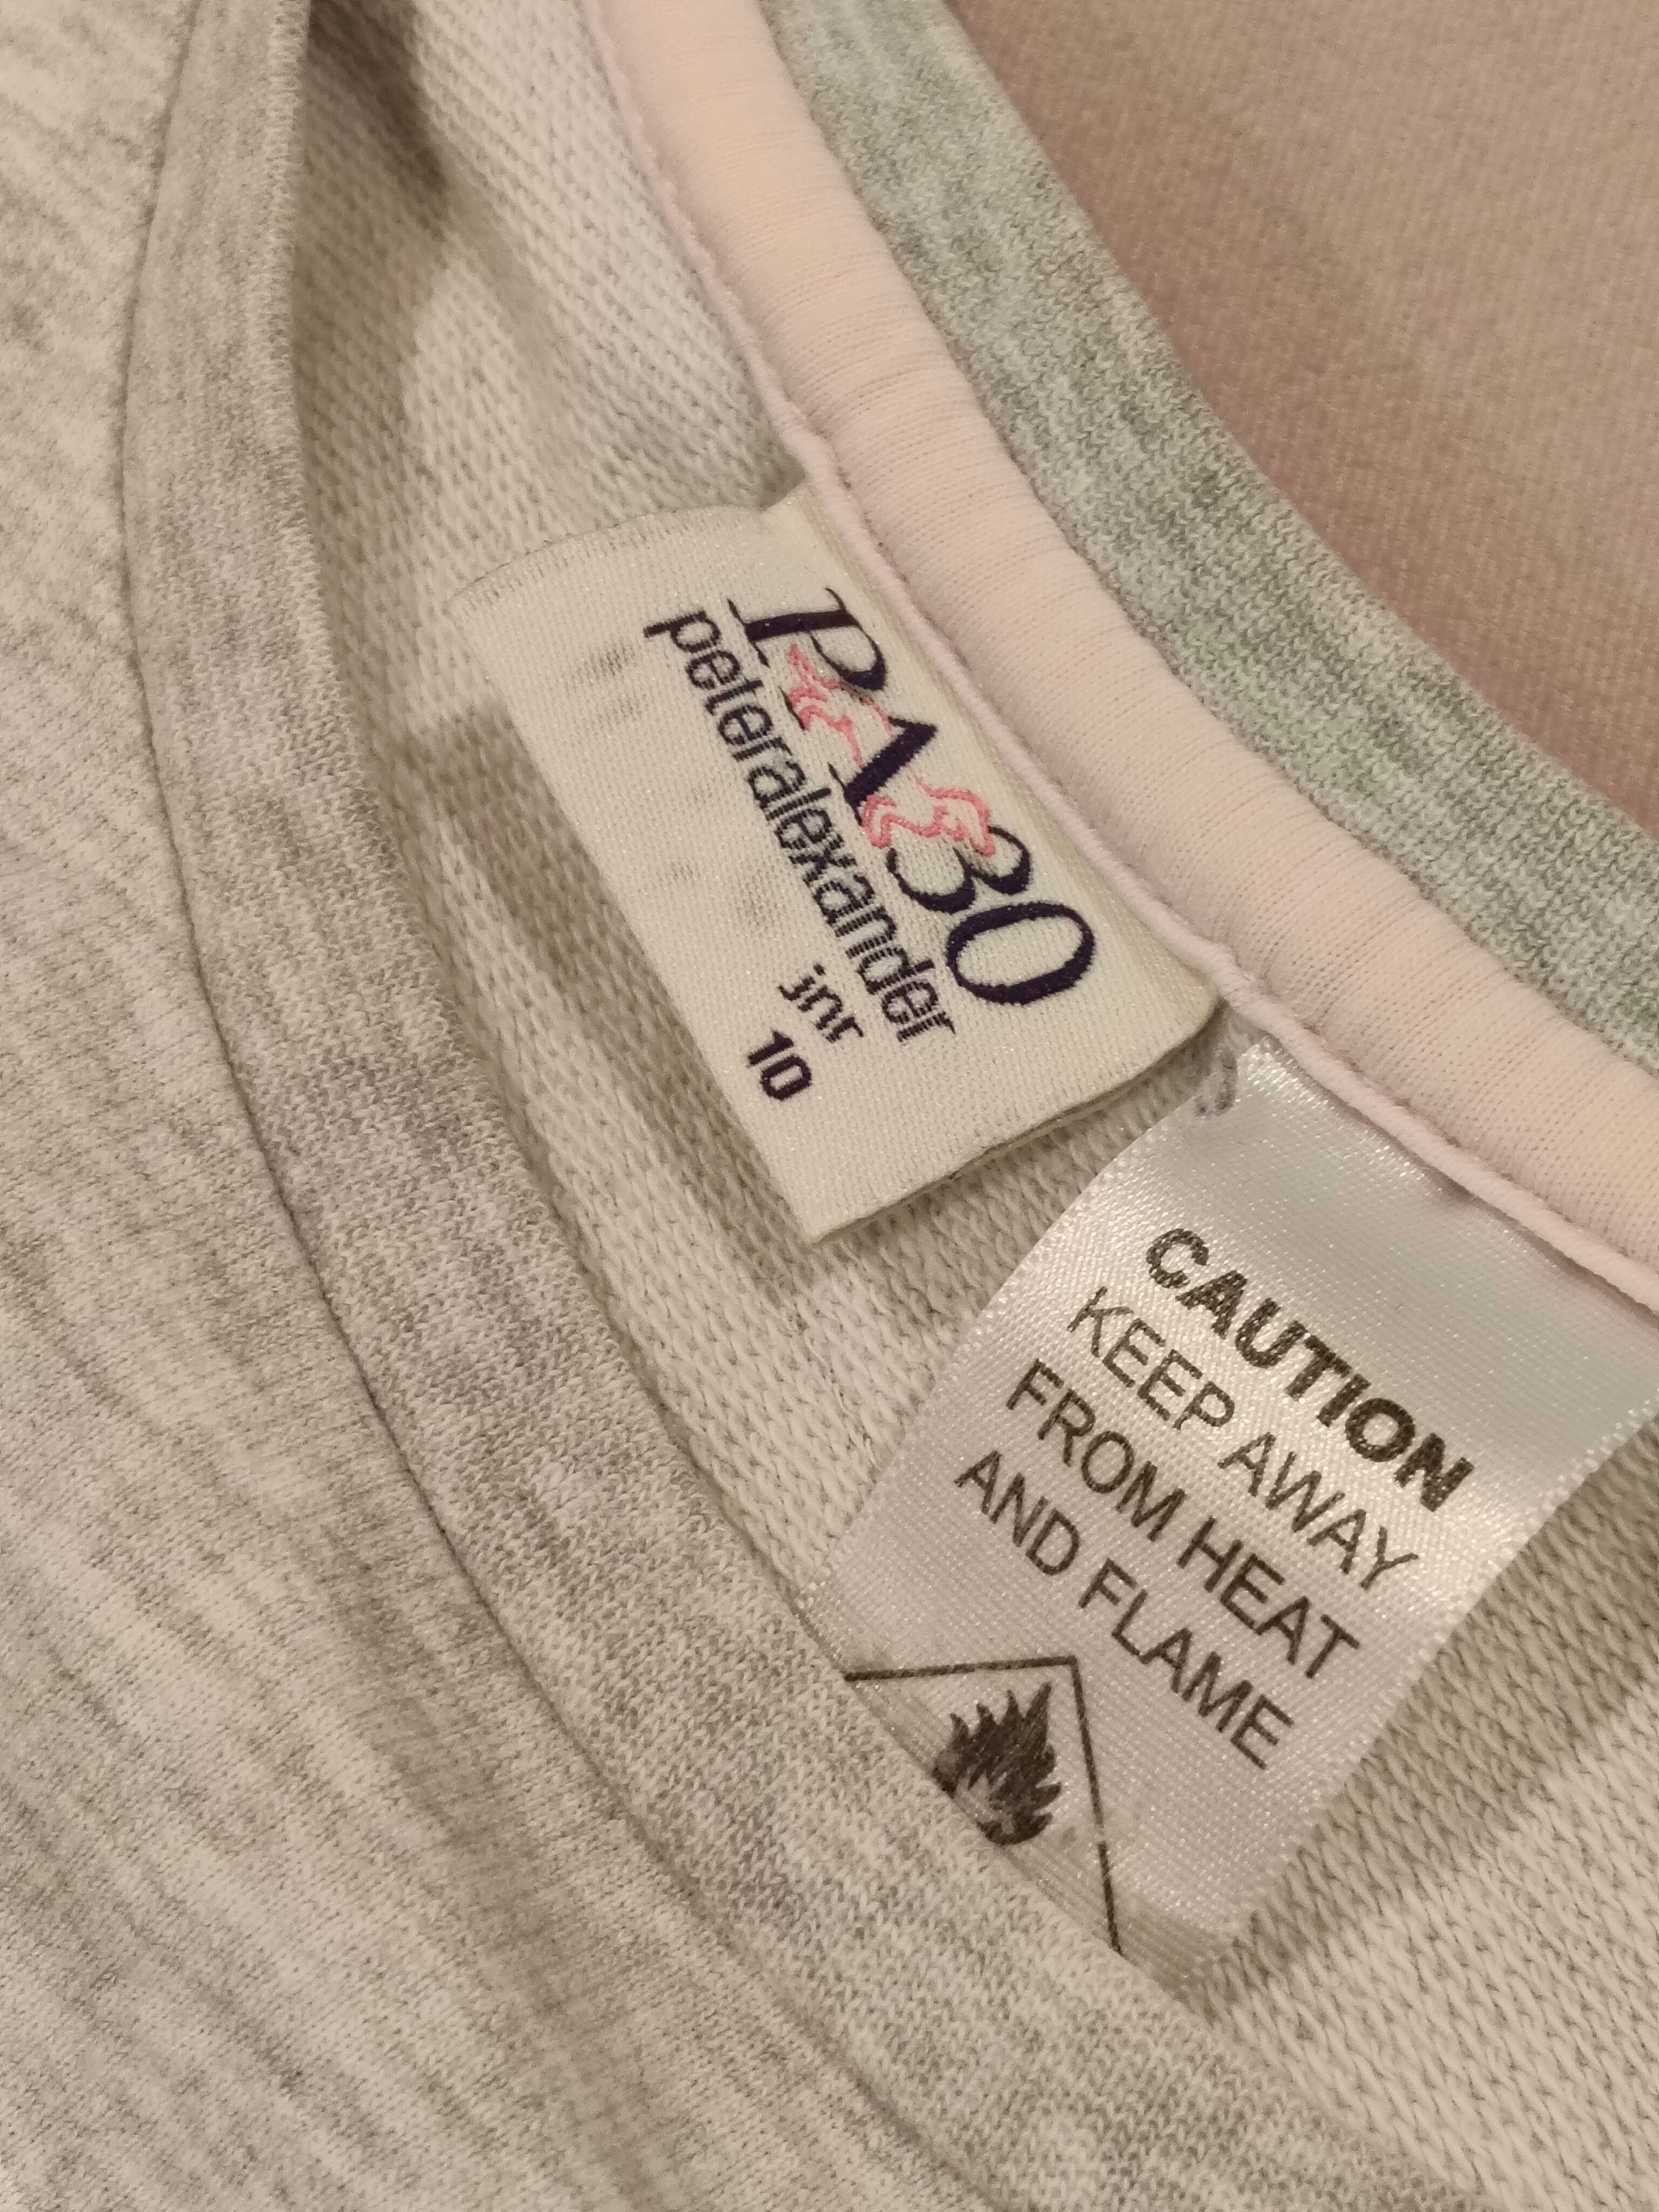 PA30
peteralexander
jnr
10
CAUTION
KEEP AWAY
FROM HEAT
AND FLAME